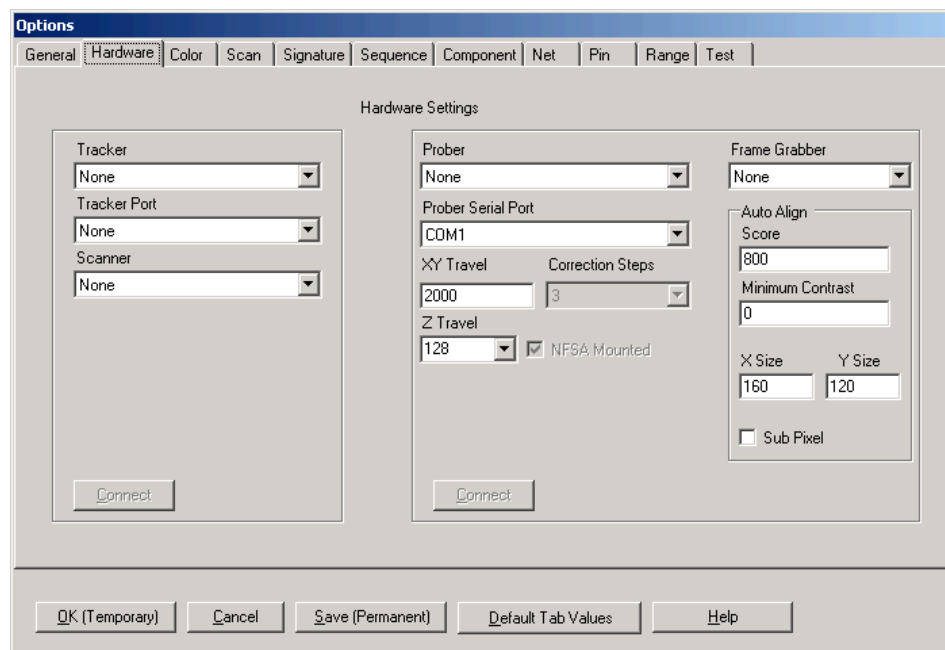 Options
General Hardware Color Scan Signature Sequence Component Net Pin Range Test
Hardware Settings
Tracker
None
Tracker Port
None
Scanner
None
Connect
Prober
None
Prober Serial Port
COM1
XY Travel Correction Steps
2000 3
Z Travel
128 NFSA Mounted
Connect
Frame Grabber
None
Auto Align
Score
800
Minimum Contrast
0
X Size Y Size
160 120
Sub Pixel
OK (Temporary) Cancel Save (Permanent) Default Tab Values Help